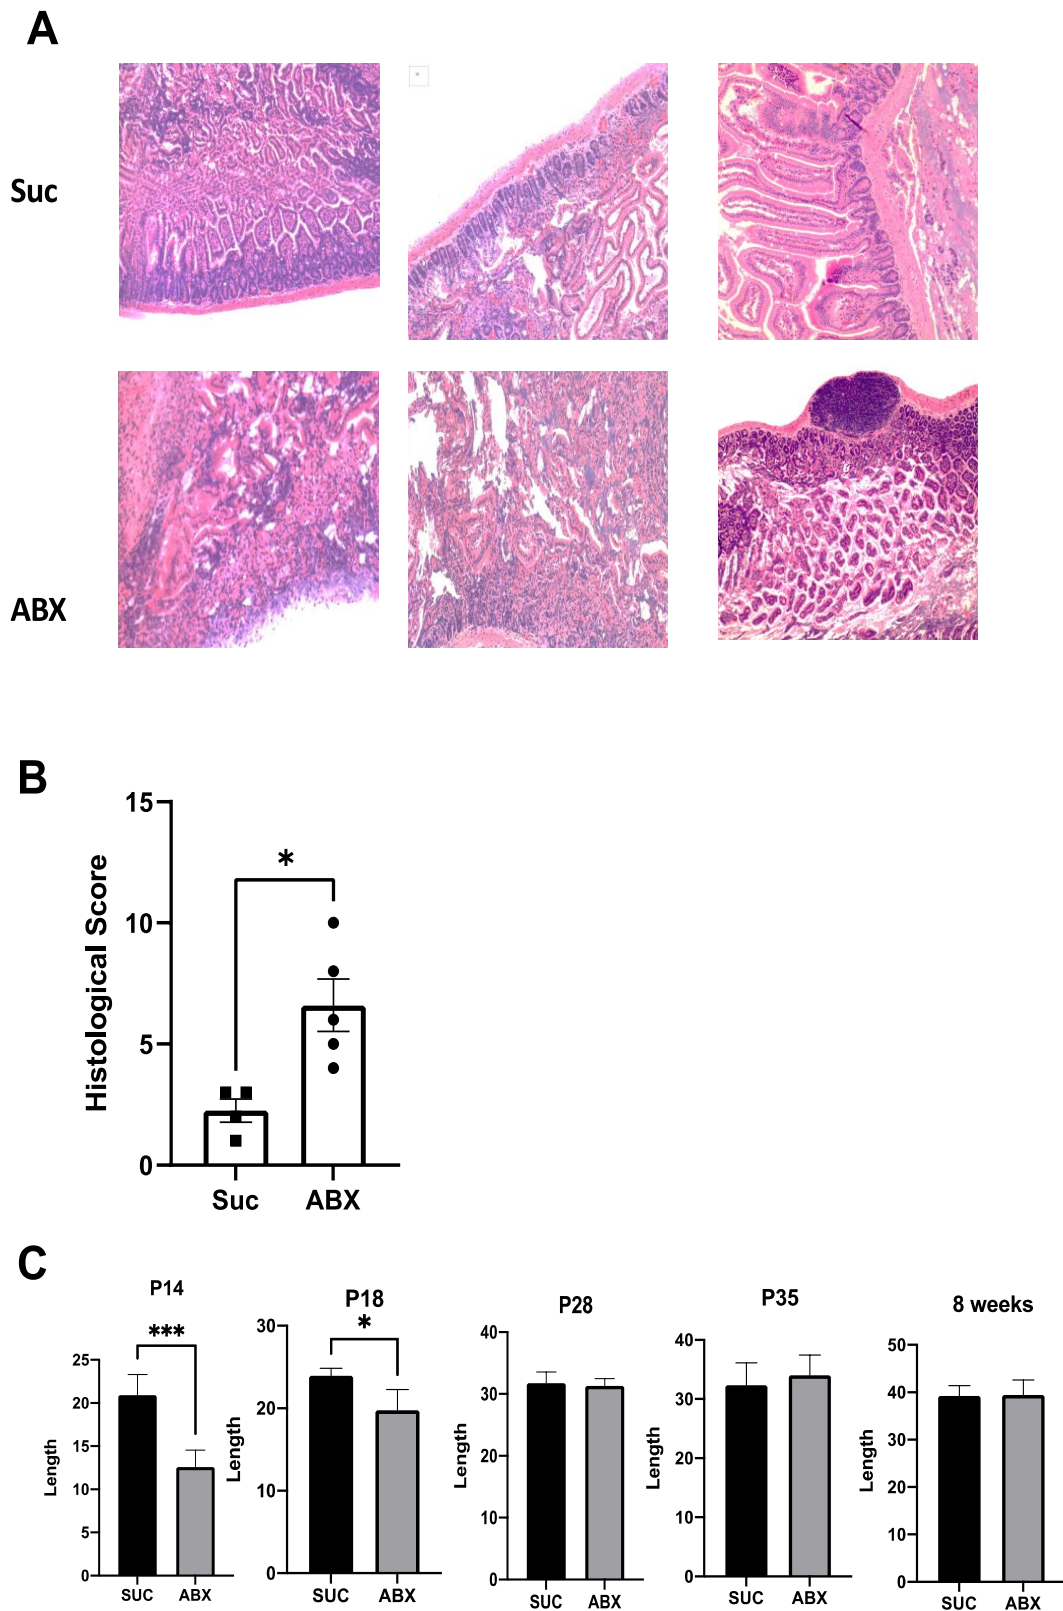 A
Suc
ABX
B
15
10
5
0
Histological Score
*
Suc
ABX
C
P14
***
25
20
15
10
5
0
Length
SUC
ABX
P18
*
30
20
10
0
Length
SUC
ABX
P28
40
30
20
10
0
Length
SUC
ABX
P35
40
30
20
10
0
Length
SUC
ABX
8 weeks
50
40
30
20
10
0
Length
SUC
ABX